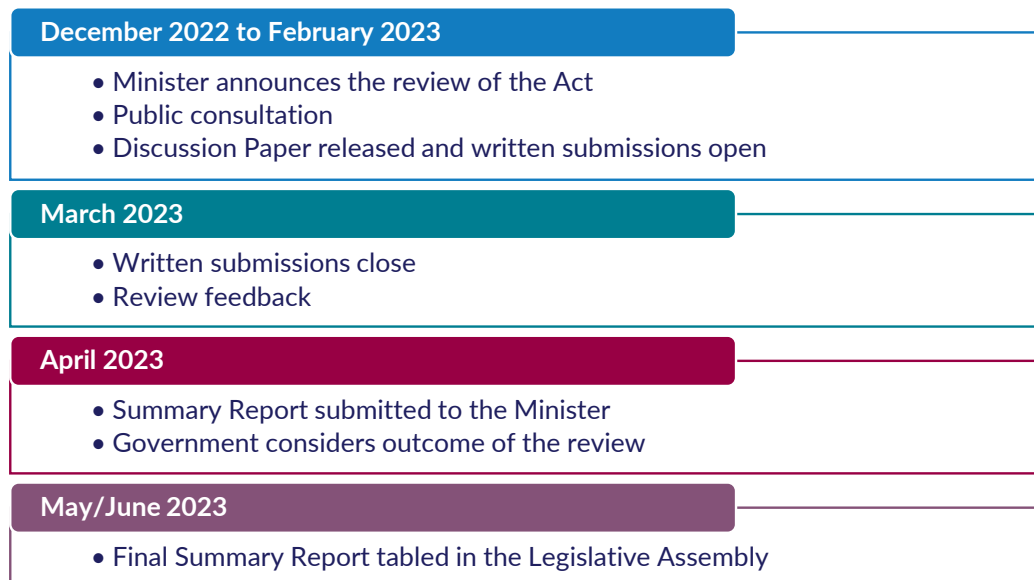 December 2022 to February 2023
• Minister announces the review of the Act
• Public consultation
• Discussion Paper released and written submissions open
March 2023
• Written submissions close
• Review feedback
April 2023
• Summary Report submitted to the Minister
• Government considers outcome of the review
May/June 2023
• Final Summary Report tabled in the Legislative Assembly